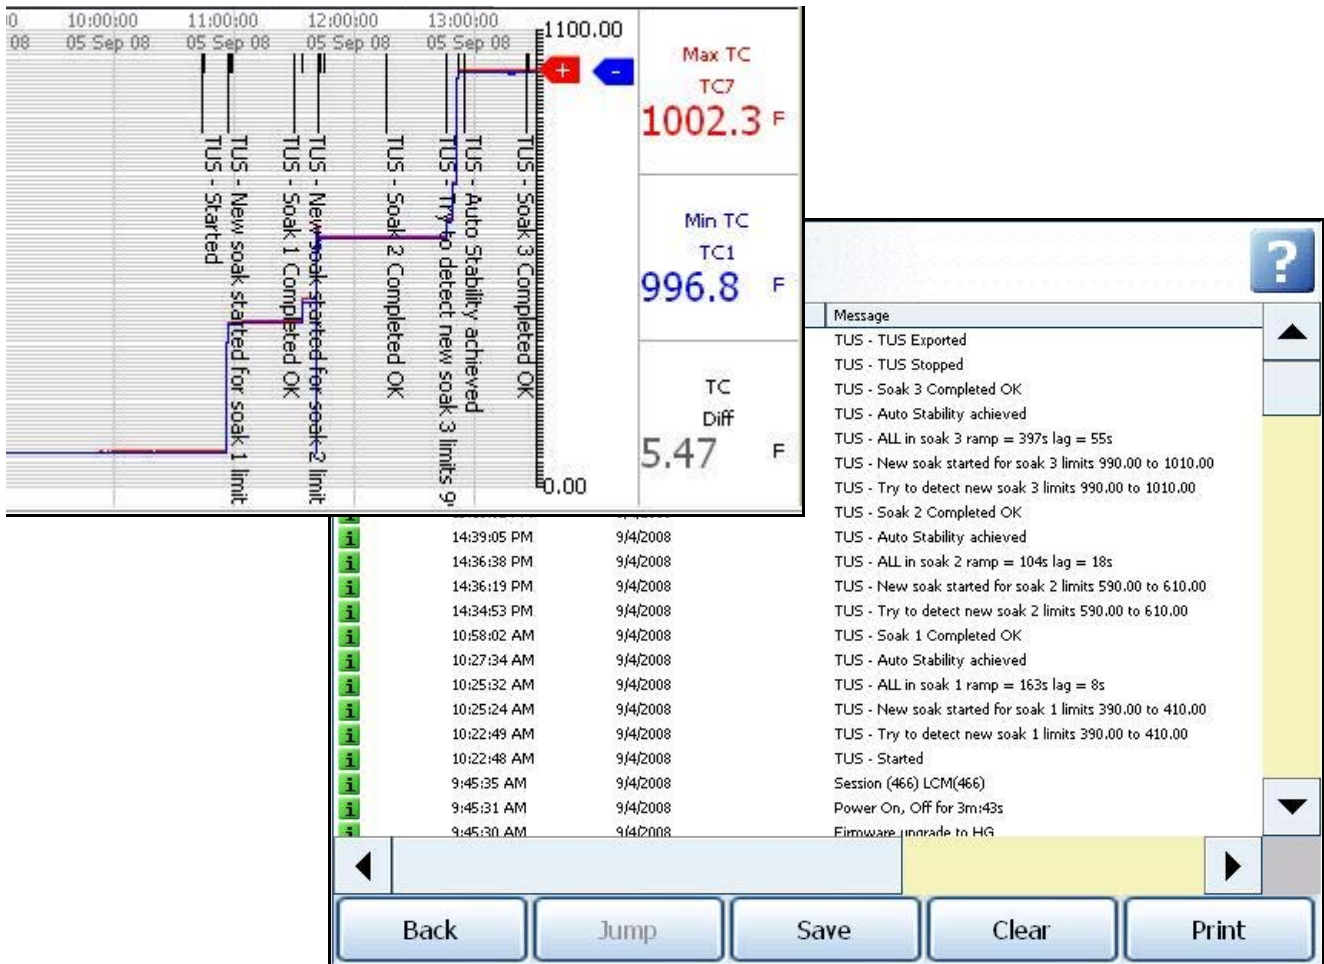 10:00:00 11:00:00 12:00:00 13:00:00
08 05 Sep 08 05 Sep 08 05 Sep 08 05 Sep 08
1100.00
+ -
TUS - Started
TUS - New soak started for soak 1 limit
TUS - Soak 1 Completed OK
TUS - New soak started for soak 2 limit
TUS - Soak 2 Completed OK
TUS - Try to detect new soak 3 limits 9
TUS - Auto Stability achieved
TUS - Soak 3 Completed OK
0.00
Max TC
TC7
1002.3 F
Min TC
TC1
996.8 F
TC
Diff
5.47 F
?
Message
TUS - TUS Exported
TUS - TUS Stopped
TUS - Soak 3 Completed OK
TUS - Auto Stability achieved
TUS - ALL in soak 3 ramp = 397s lag = 55s
TUS - New soak started for soak 3 limits 990.00 to 1010.00
TUS - Try to detect new soak 3 limits 990.00 to 1010.00
TUS - Soak 2 Completed OK
14:39:05 PM 9/4/2008 TUS - Auto Stability achieved
14:36:38 PM 9/4/2008 TUS - ALL in soak 2 ramp = 104s lag = 18s
14:36:19 PM 9/4/2008 TUS - New soak started for soak 2 limits 590.00 to 610.00
14:34:53 PM 9/4/2008 TUS - Try to detect new soak 2 limits 590.00 to 610.00
10:58:02 AM 9/4/2008 TUS - Soak 1 Completed OK
10:27:34 AM 9/4/2008 TUS - Auto Stability achieved
10:25:32 AM 9/4/2008 TUS - ALL in soak 1 ramp = 163s lag = 8s
10:25:24 AM 9/4/2008 TUS - New soak started for soak 1 limits 390.00 to 410.00
10:22:49 AM 9/4/2008 TUS - Try to detect new soak 1 limits 390.00 to 410.00
10:22:48 AM 9/4/2008 TUS - Started
9:45:35 AM 9/4/2008 Session (466) LCM(466)
9:45:31 AM 9/4/2008 Power On, Off for 3m:43s
9:45:30 AM 9/4/2008 Firmware upgrade to HG
Back Jump Save Clear Print